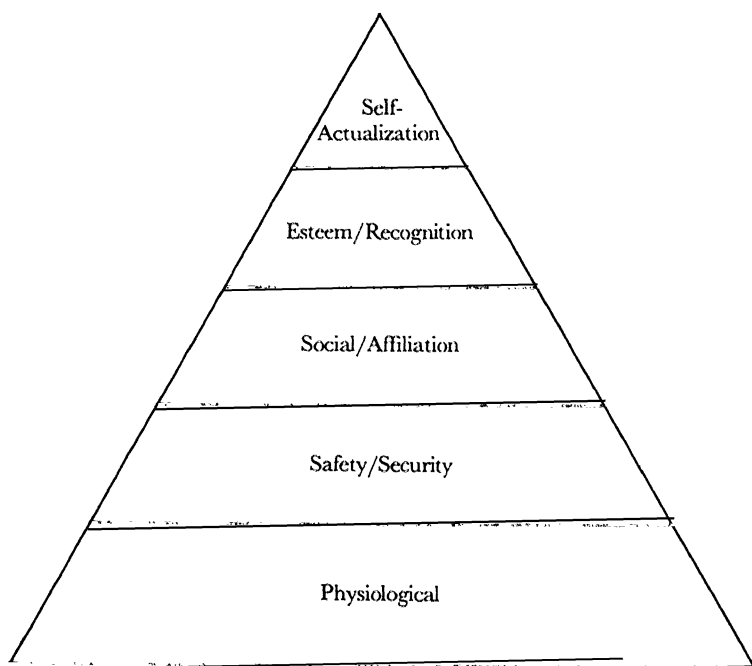 Self-
Actualization
Esteem/Recognition
Social/Affiliation
Safety/Security
Physiological